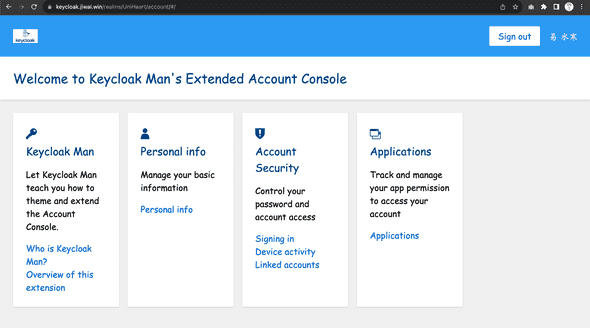 keycloak.jiwai.win/realms/UniHeart/account/#/
keycloak
Sign out
易 水寒
Welcome to Keycloak Man's Extended Account Console
Keycloak Man
Let Keycloak Man
teach you how to
theme and extend
the Account
Console.
Who is Keycloak
Man?
Overview of this
extension
Personal info
Manage your basic
information
Personal info
Account
Security
Control your
password and
account access
Signing in
Device activity
Linked accounts
Applications
Track and manage
your app permission
to access your
account
Applications